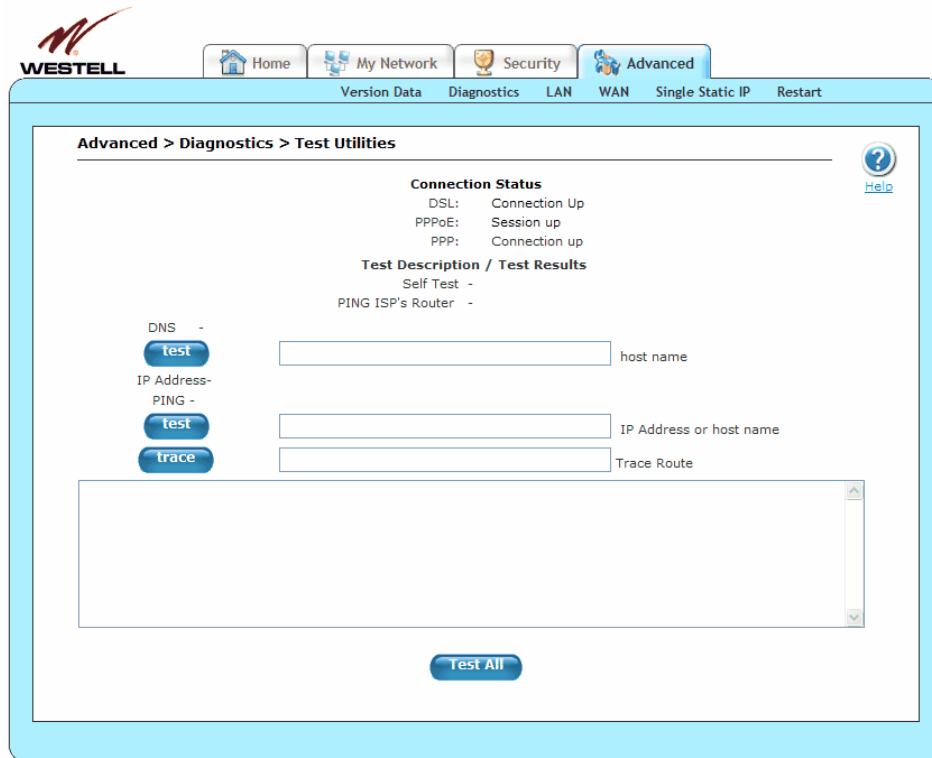 WESTELL
Home My Network Security Advanced
Version Data Diagnostics LAN WAN Single Static IP Restart
Advanced > Diagnostics > Test Utilities
Help
Connection Status
DSL: Connection Up
PPPoE: Session up
PPP: Connection up
Test Description / Test Results
Self Test -
PING ISP's Router -
DNS -
test host name
IP Address-
PING -
test IP Address or host name
trace Trace Route
Test All